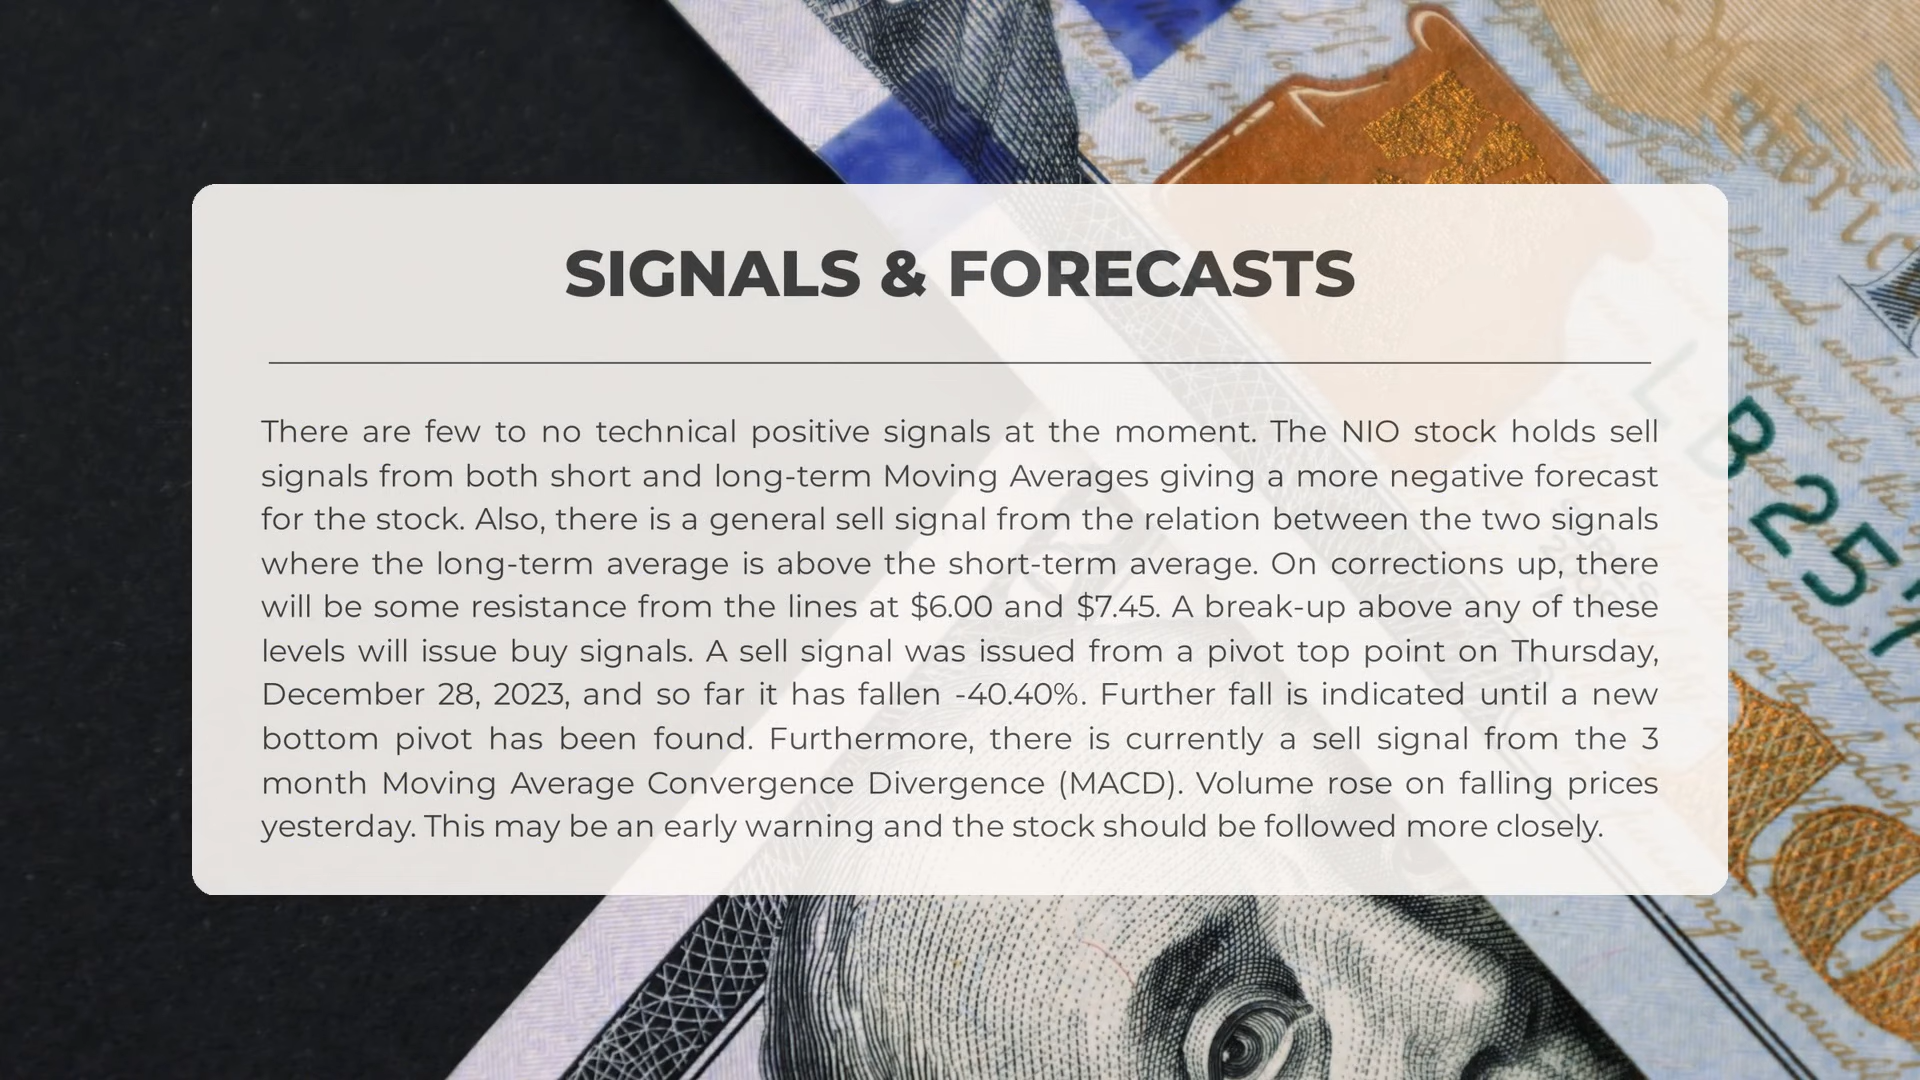 SIGNALS & FORECASTS
There are few to no technical positive signals at the moment. The NIO stock holds sell
signals from both short and long-term Moving Averages giving a more negative forecast
for the stock. Also, there is a general sell signal from the relation between the two signals
where the long-term average is above the short-term average. On corrections up, there
will be some resistance from the lines at $6.00 and $7.45. A break-up above any of these
levels will issue buy signals. A sell signal was issued from a pivot top point on Thursday,
December 28, 2023, and so far it has fallen -40.40%. Further fall is indicated until a new
bottom pivot has been found. Furthermore, there is currently a sell signal from the 3
month Moving Average Convergence Divergence (MACD). Volume rose on falling prices
yesterday. This may be an early warning and the stock should be followed more closely.
L B 257